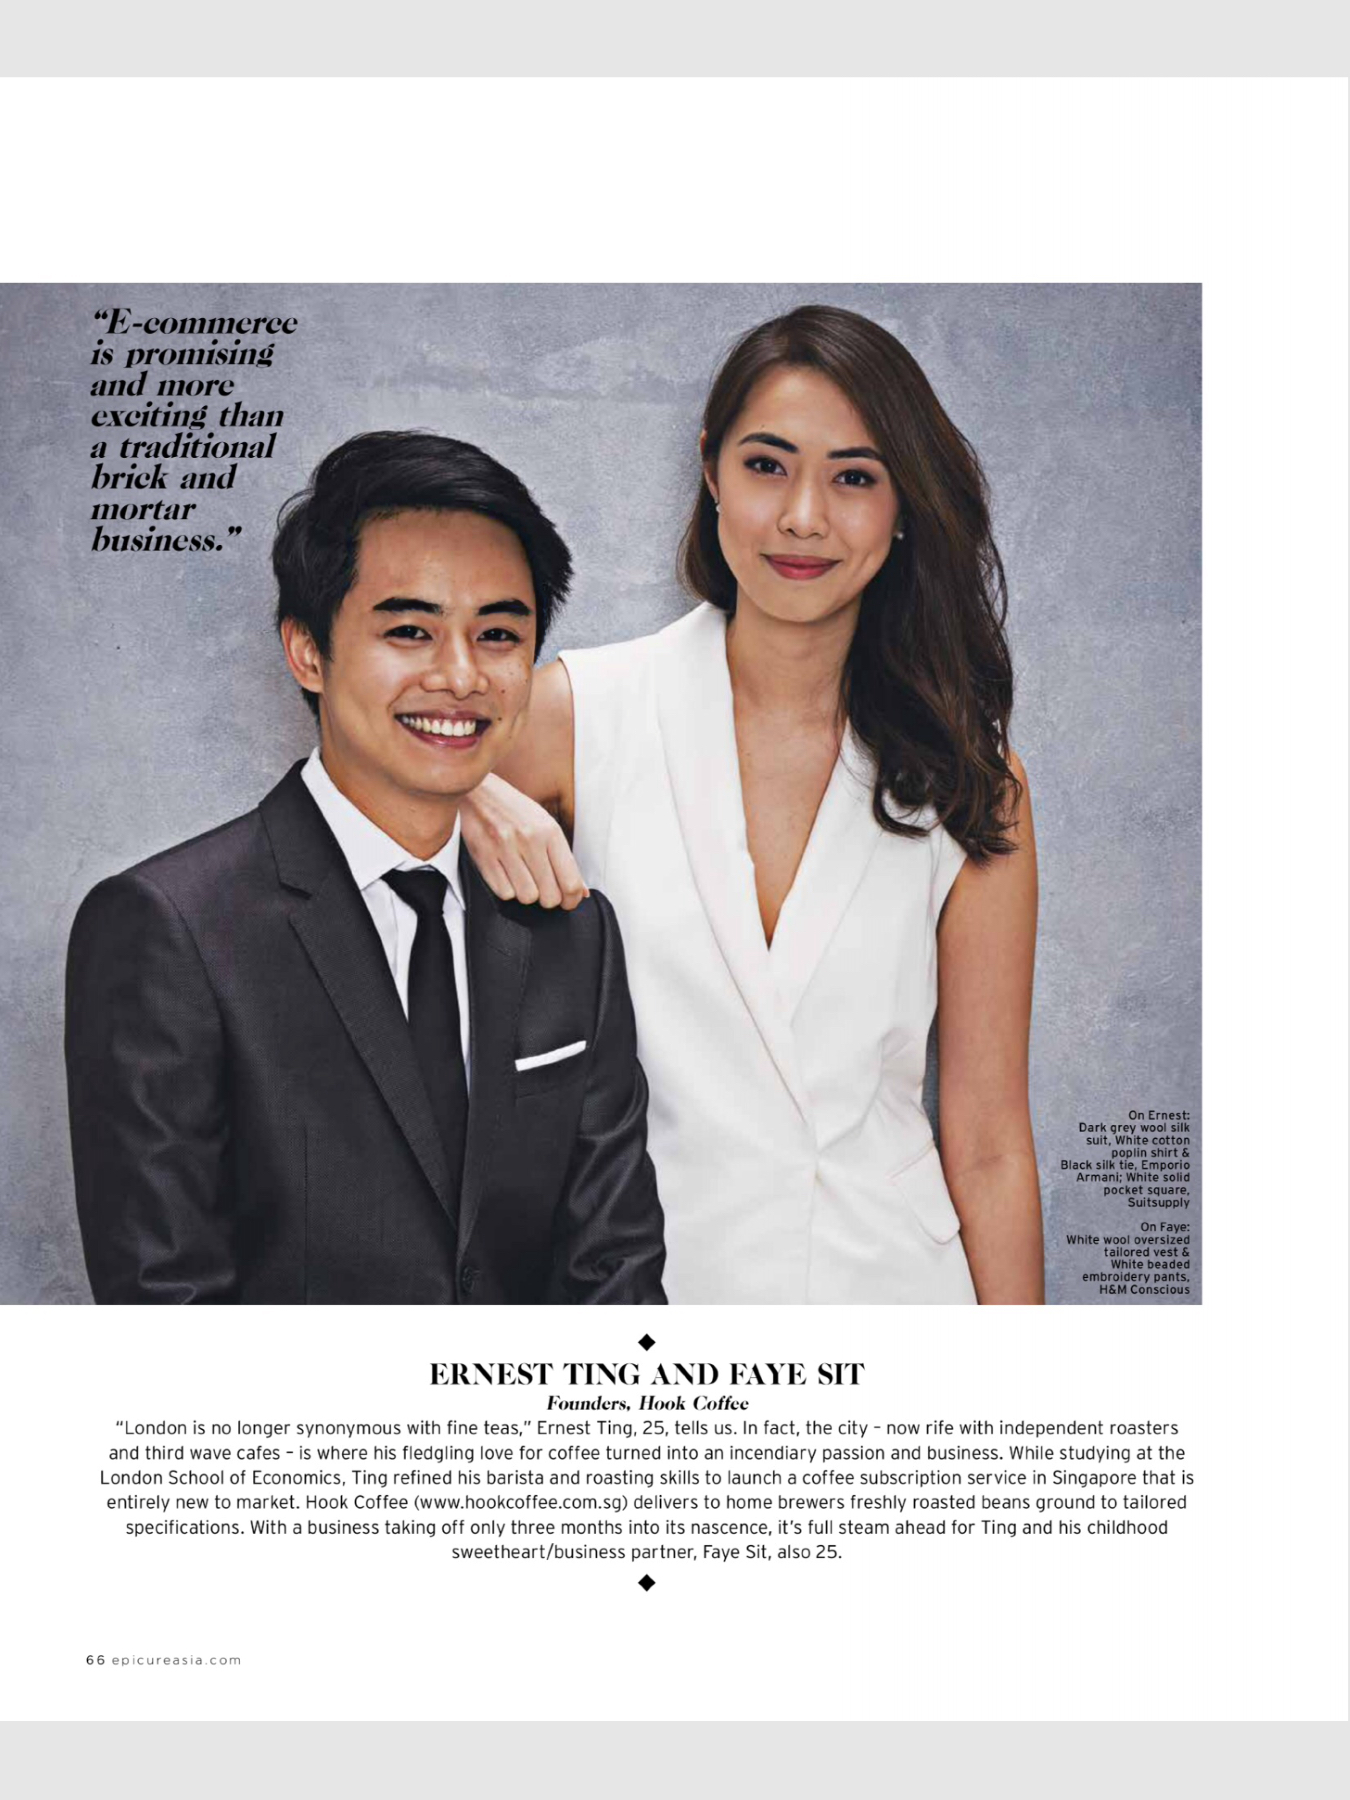 “E-commerce
is promising
and more
exciting than
a traditional
brick and
mortar
business.”
On Ernest:
Dark grey wool silk
suit, White cotton
poplin shirt &
Black silk tie, Emporio
Armani; White solid
pocket square,
Suitsupply
On Faye:
White wool oversized
tailored vest &
White beaded
embroidery pants,
H&M Conscious
ERNEST TING AND FAYE SIT
Founders, Hook Coffee
“London is no longer synonymous with fine teas,” Ernest Ting, 25, tells us. In fact, the city – now rife with independent roasters
and third wave cafes – is where his fledgling love for coffee turned into an incendiary passion and business. While studying at the
London School of Economics, Ting refined his barista and roasting skills to launch a coffee subscription service in Singapore that is
entirely new to market. Hook Coffee (www.hookcoffee.com.sg) delivers to home brewers freshly roasted beans ground to tailored
specifications. With a business taking off only three months into its nascence, it’s full steam ahead for Ting and his childhood
sweetheart/business partner, Faye Sit, also 25.
66 epicureasia.com